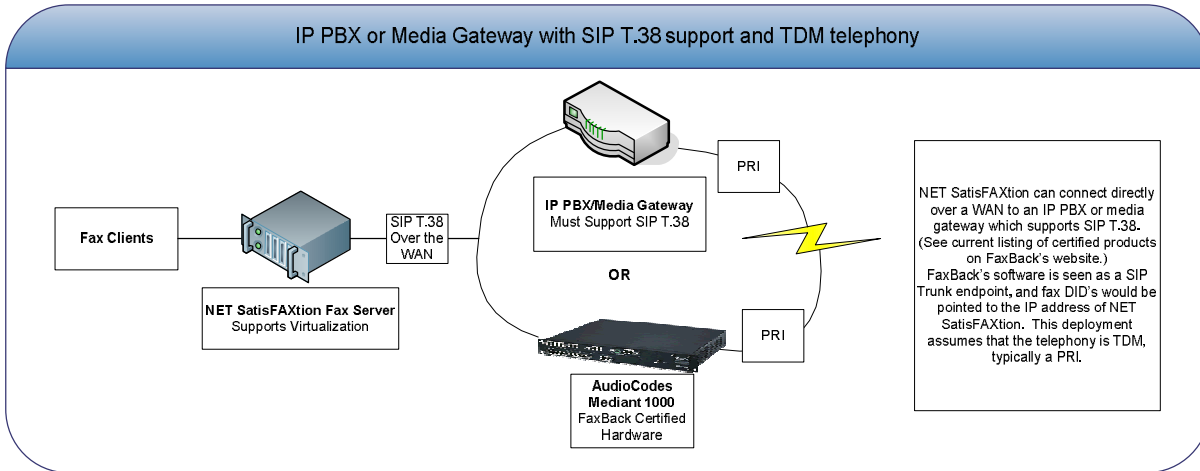 IP PBX or Media Gateway with SIP T.38 support and TDM telephony
Fax Clients
NET SatisFAXtion Fax Server
Supports Virtualization
SIP T.38
Over the
WAN
IP PBX/Media Gateway
Must Support SIP T.38
OR
AudioCodes
Mediant 1000
FaxBack Certified
Hardware
PRI
PRI
NET SatisFAXtion can connect directly
over a WAN to an IP PBX or media
gateway which supports SIP T.38.
(See current listing of certified products
on FaxBack's website.)
FaxBack's software is seen as a SIP
Trunk endpoint, and fax DID's would be
pointed to the IP address of NET
SatisFAXtion. This deployment
assumes that the telephony is TDM,
typically a PRI.